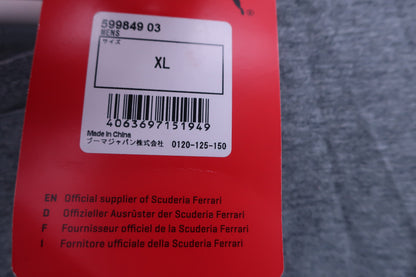 599849 03
MENS
サイズ
XL
4063697151949
Made in China
プーマジャパン株式会社 0120-125-150
EN Official supplier of Scuderia Ferrari
D Offizieller Ausrüster der Scuderia Ferrari
F Fournisseur officiel de la Scuderia Ferrari
I Fornitore ufficiale della Scuderia Ferrari